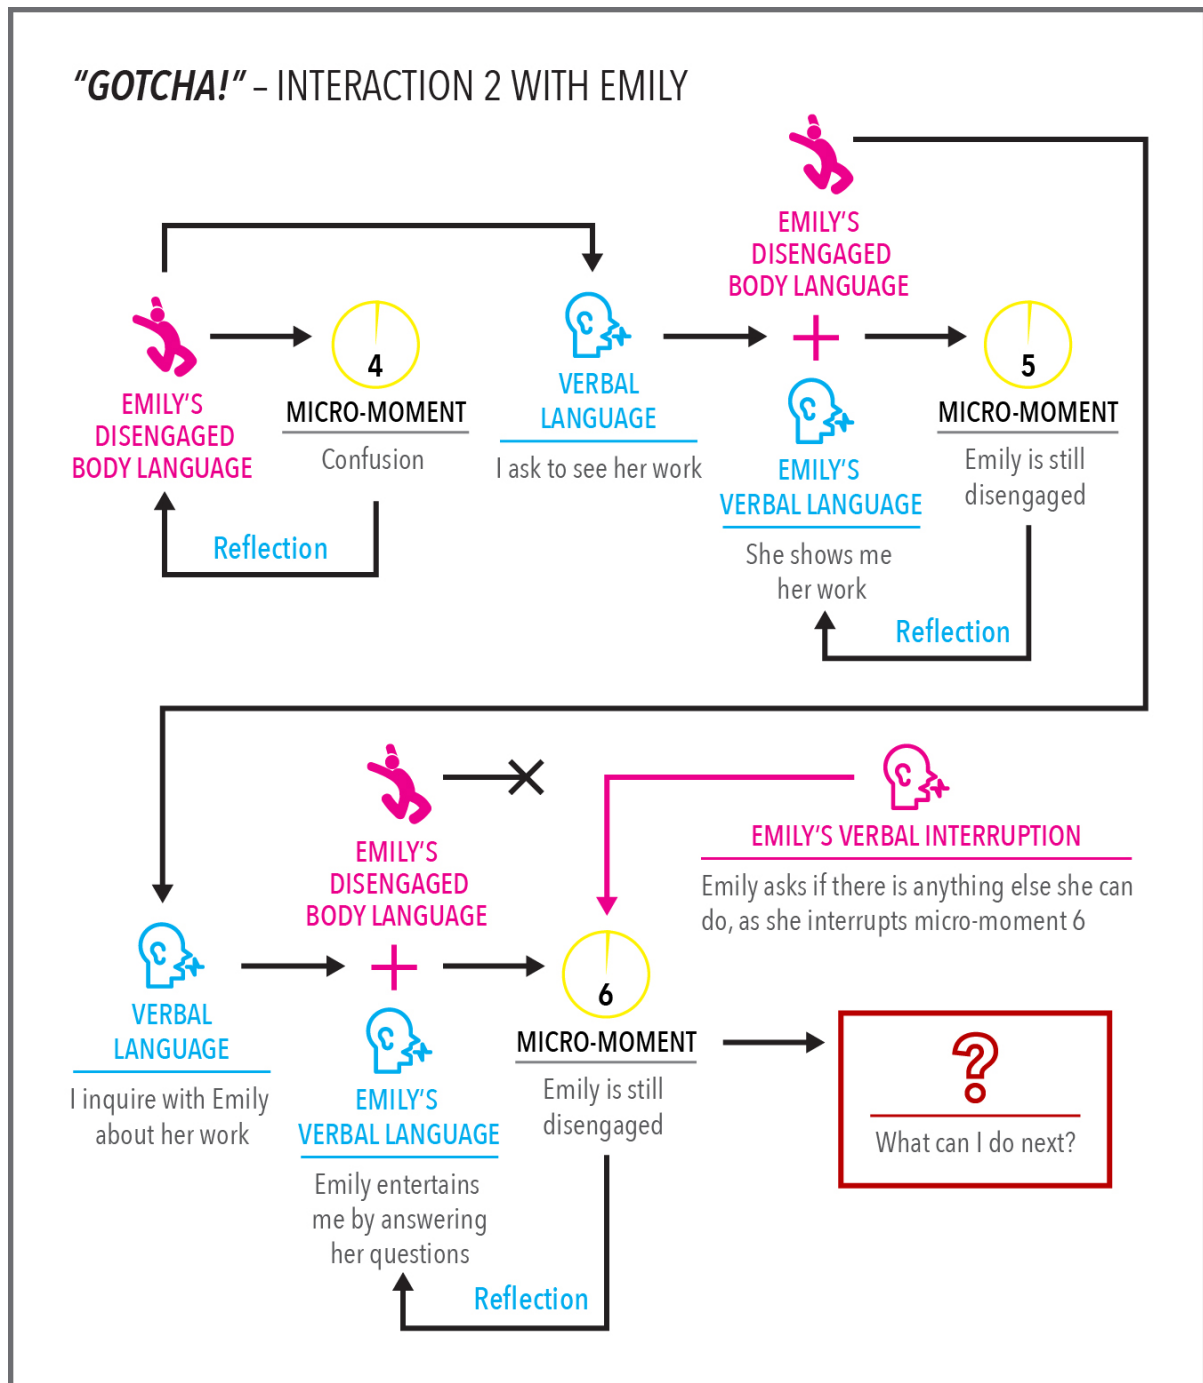 "GOTCHA!" – INTERACTION 2 WITH EMILY
EMILY'S
DISENGAGED
BODY LANGUAGE
4
MICRO-MOMENT
Confusion
Reflection
VERBAL
LANGUAGE
I ask to see her work
EMILY'S
DISENGAGED
BODY LANGUAGE
EMILY'S
VERBAL LANGUAGE
She shows me
her work
5
MICRO-MOMENT
Emily is still
disengaged
Reflection
VERBAL
LANGUAGE
I inquire with Emily
about her work
EMILY'S
DISENGAGED
BODY LANGUAGE
EMILY'S
VERBAL LANGUAGE
Emily entertains
me by answering
her questions
6
MICRO-MOMENT
Emily is still
disengaged
Reflection
EMILY'S VERBAL INTERRUPTION
Emily asks if there is anything else she can
do, as she interrupts micro-moment 6
?
What can I do next?